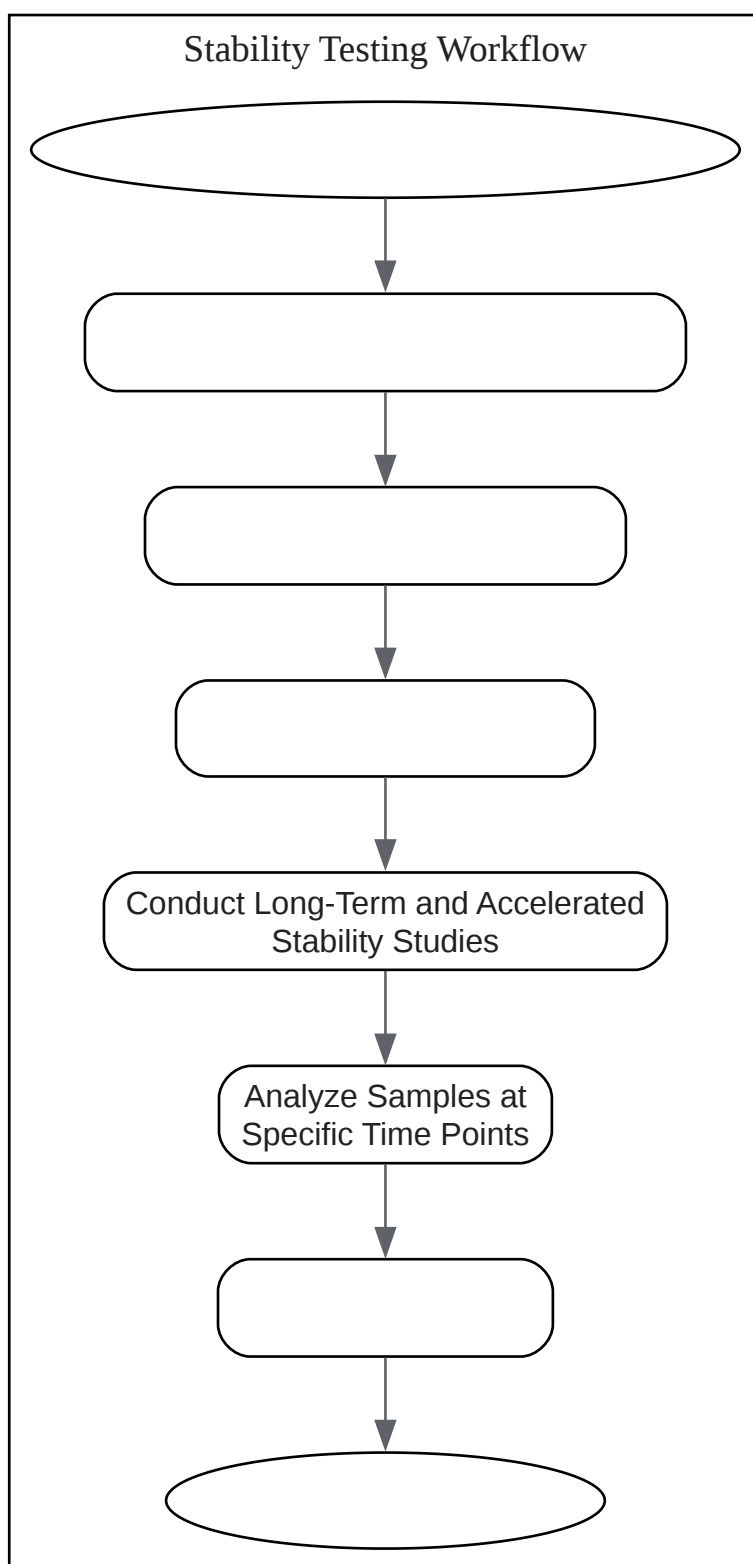 Stability Testing Workflow
Conduct Long-Term and Accelerated
Stability Studies
Analyze Samples at
Specific Time Points